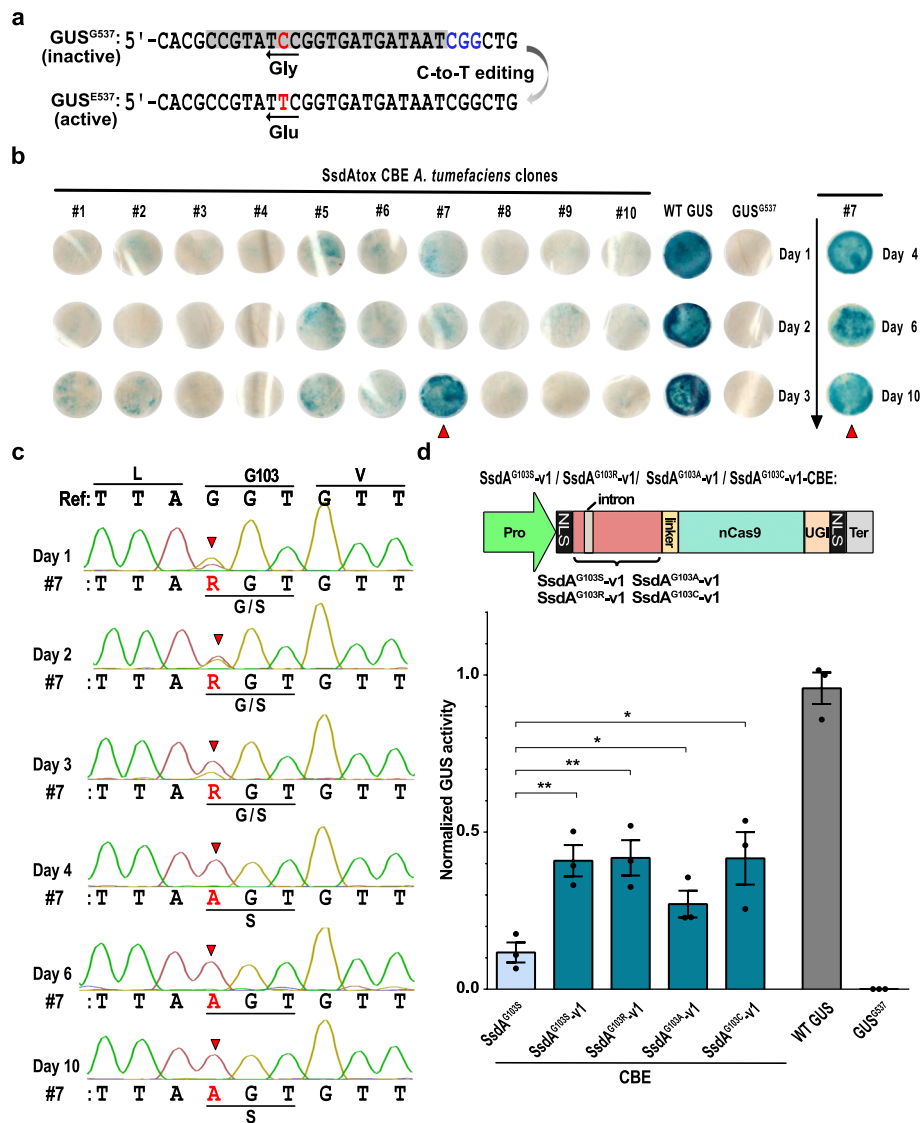 a
GUSG537: 5'-CACGCCGTATCCGGTGATGATAATCGGCTG
(inactive)
Gly
C-to-T editing
GUSE537: 5'-CACGCCGTATTCGGTGATGATAATCGGCTG
(active)
Glu
b
SsdAtox CBE A. tumefaciens clones
#1 #2 #3 #4 #5 #6 #7 #8 #9 #10 WT GUS GUSG537 #7
Day 1 Day 4
Day 2 Day 6
Day 3 Day 10
c
L G103 V
Ref: T T A G G T G T T
Day 1
#7 : T T A R G T G T T
G/S
Day 2
#7 : T T A R G T G T T
G/S
Day 3
#7 : T T A R G T G T T
G/S
Day 4
#7 : T T A A G T G T T
S
Day 6
#7 : T T A A G T G T T
Day 10
#7 : T T A A G T G T T
S
d
SsdAG103S-v1 / SsdAG103R-v1/ SsdAG103A-v1 / SsdAG103C-v1-CBE:
intron
Pro NLS linker nCas9 UGI NLS Ter
SsdAG103S-v1 SsdAG103A-v1
SsdAG103R-v1 SsdAG103C-v1
Normalized GUS activity
1.0
0.5
0.0
*
*
**
**
SsdAG103S
SsdAG103S-v1
SsdAG103R-v1
SsdAG103A-v1
SsdAG103C-v1
WT GUS
GUSG537
CBE